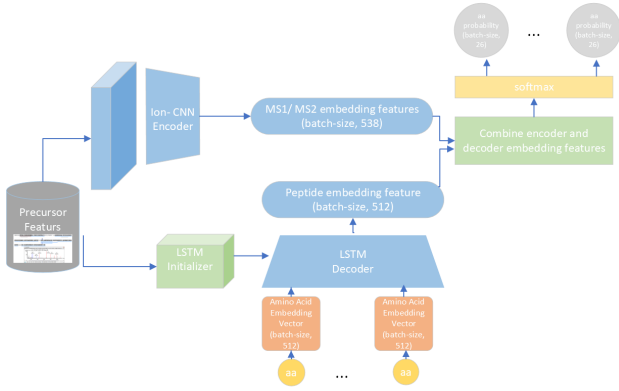 aa
probability
(batch-size,
26)
...
aa
probability
(batch-size,
26)
softmax
Ion- CNN
Encoder
MS1/ MS2 embedding features
(batch-size, 538)
Combine encoder and
decoder embedding features
Precursor
Featurs
Peptide embedding feature
(batch-size, 512)
LSTM
Initializer
LSTM
Decoder
Amino Acid
Embedding
Vector
(batch-size,
512)
Amino Acid
Embedding
Vector
(batch-size,
512)
aa
...
aa